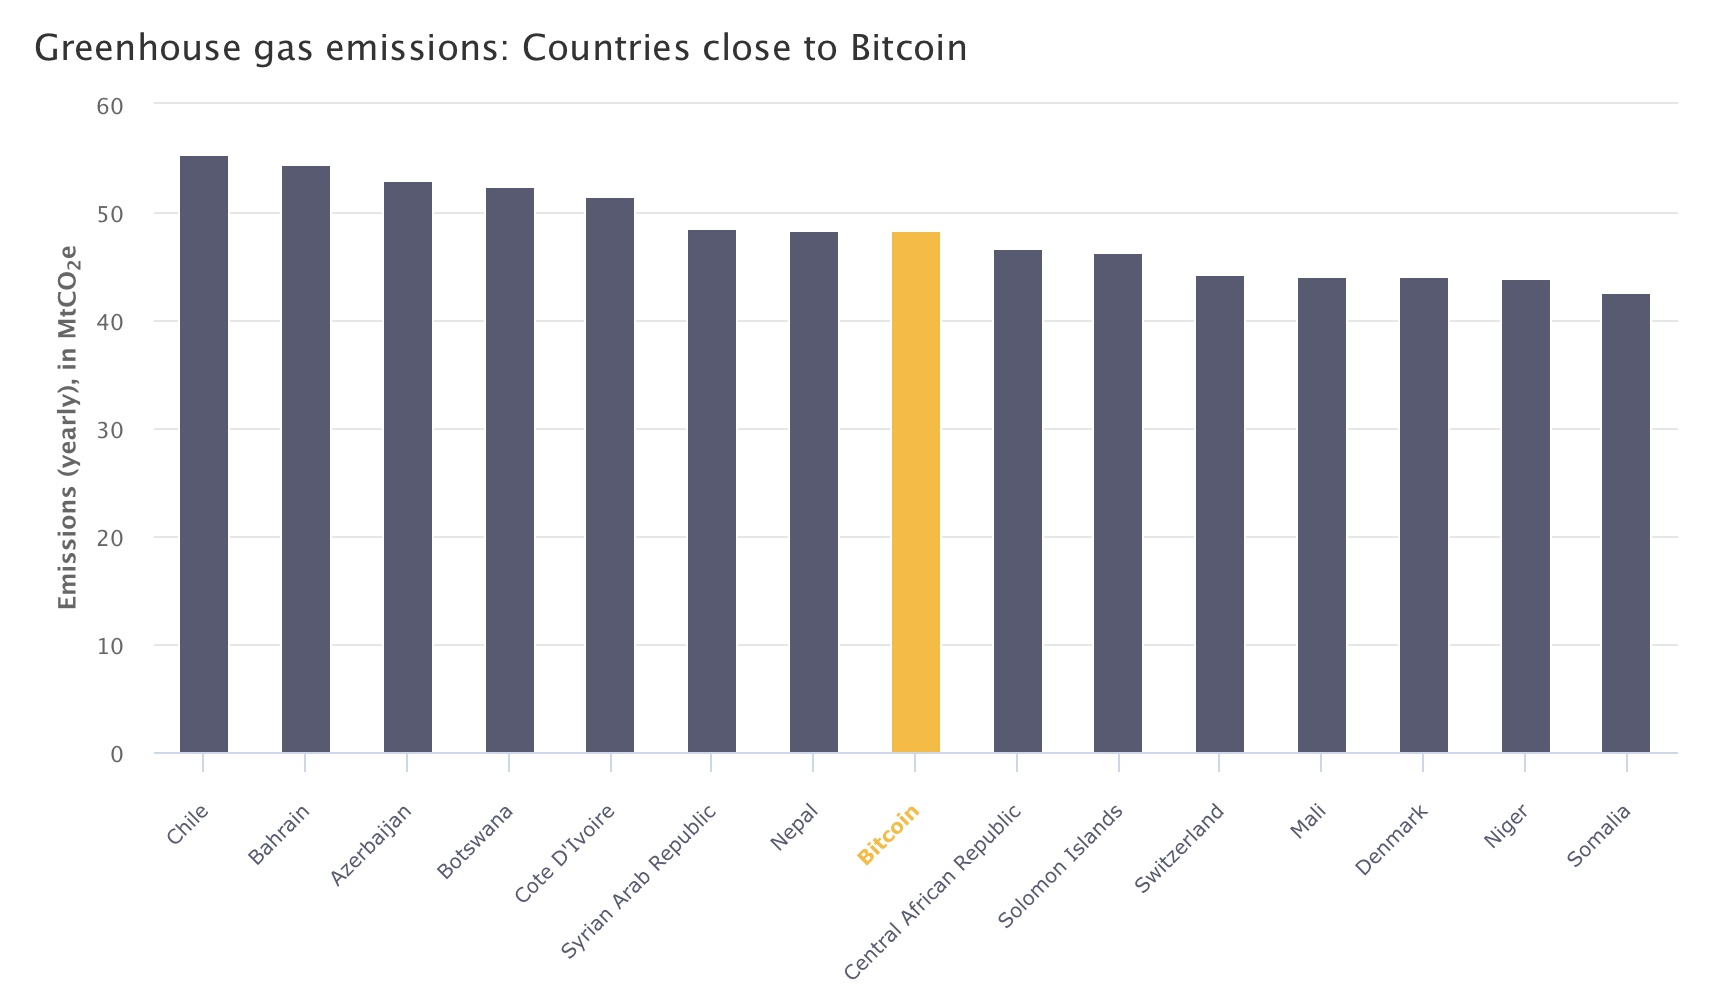 Greenhouse gas emissions: Countries close to Bitcoin
Emissions (yearly), in MtCO₂e
60
50
40
30
20
10
0
Chile
Bahrain
Azerbaijan
Botswana
Cote D'Ivoire
Syrian Arab Republic
Nepal
Bitcoin
Central African Republic
Solomon Islands
Switzerland
Mali
Denmark
Niger
Somalia